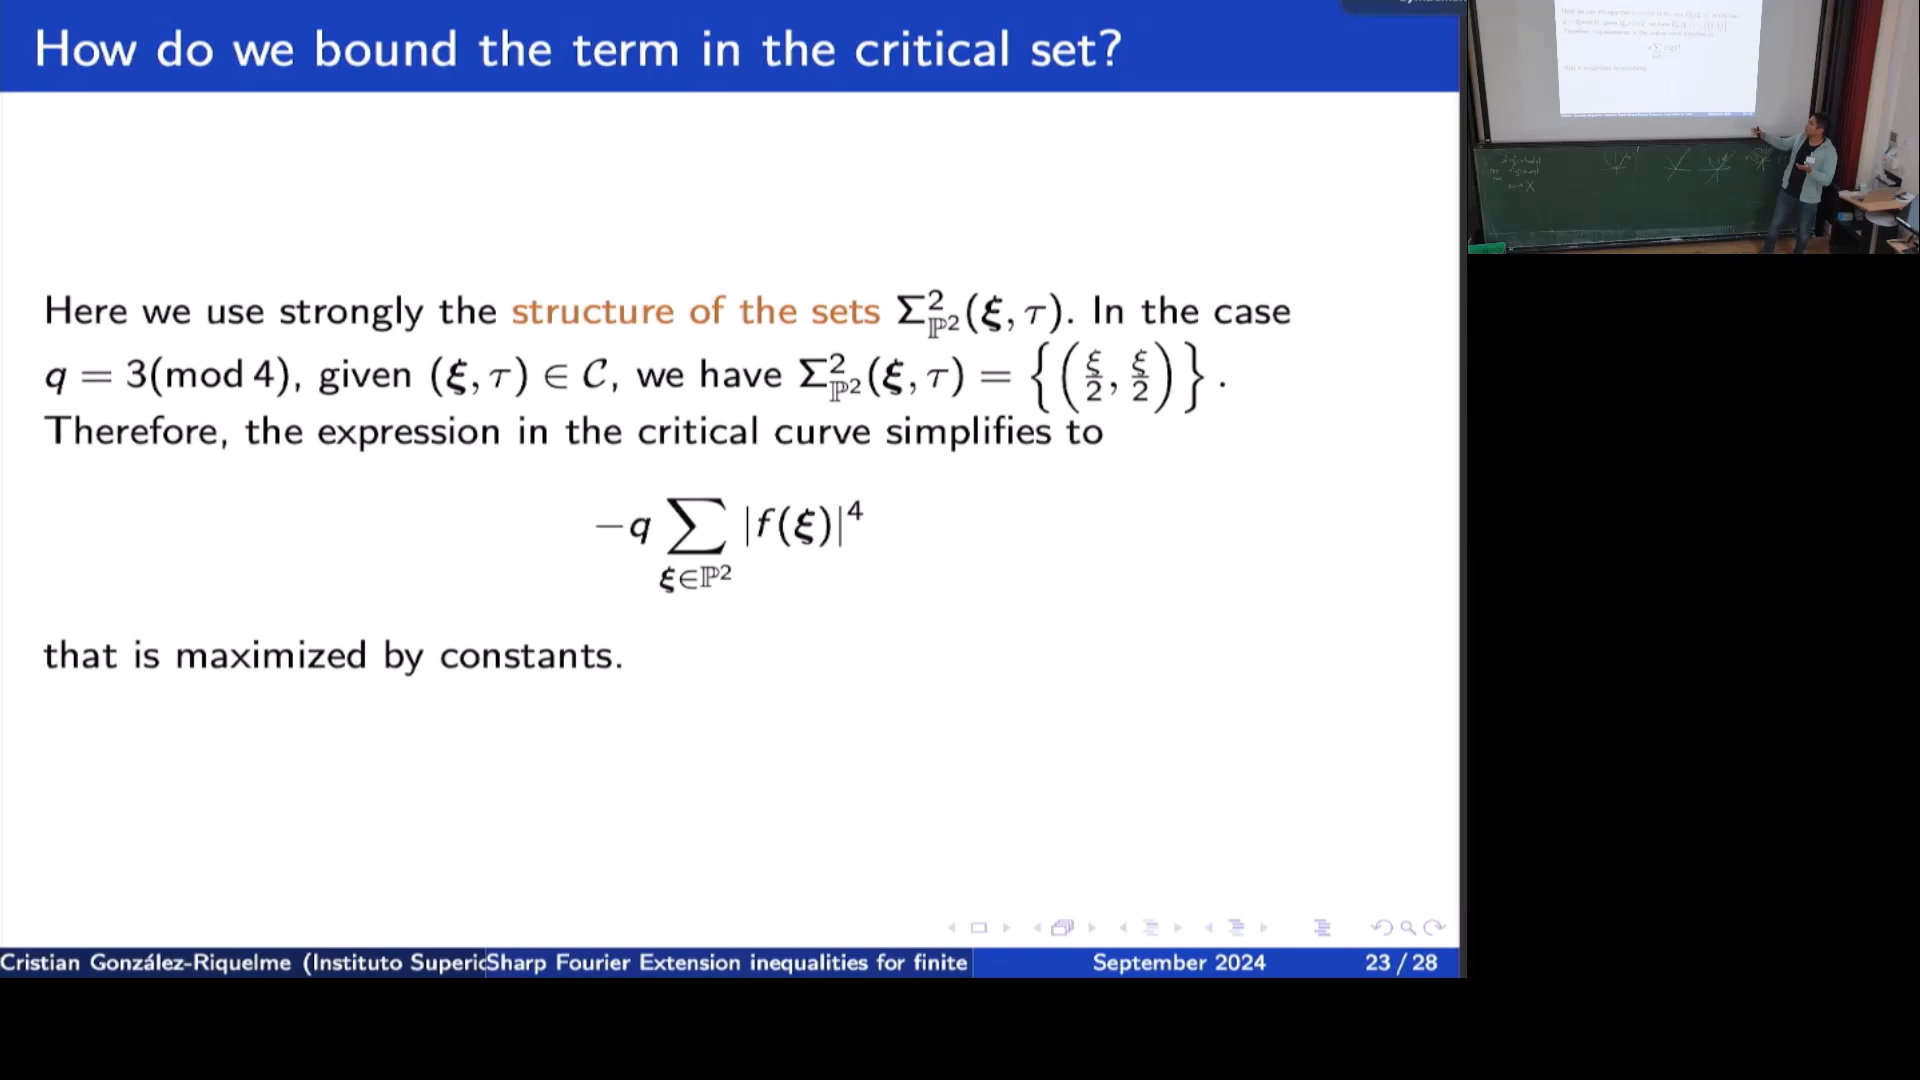 How do we bound the term in the critical set?
Here we use strongly the structure of the sets Σ²_ℙ²(ξ, τ). In the case
q = 3(mod 4), given (ξ, τ) ∈ 𝒞, we have Σ²_ℙ²(ξ, τ) = {(ξ/2, ξ/2)}.
Therefore, the expression in the critical curve simplifies to
−q ∑_{ξ∈ℙ²} |f(ξ)|⁴
that is maximized by constants.
Cristian González-Riquelme (Instituto Superic Sharp Fourier Extension inequalities for finite September 2024 23 / 28